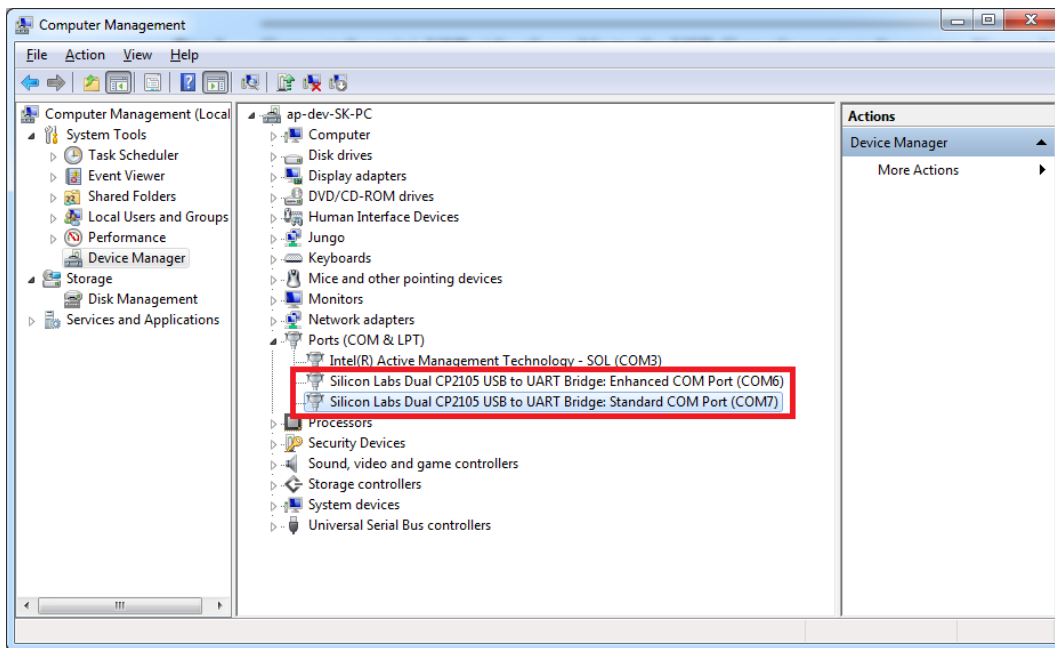 Computer Management
File Action View Help
Computer Management (Local
System Tools
Task Scheduler
Event Viewer
Shared Folders
Local Users and Groups
Performance
Device Manager
Storage
Disk Management
Services and Applications
ap-dev-SK-PC
Computer
Disk drives
Display adapters
DVD/CD-ROM drives
Human Interface Devices
Jungo
Keyboards
Mice and other pointing devices
Monitors
Network adapters
Ports (COM & LPT)
Intel(R) Active Management Technology - SOL (COM3)
Silicon Labs Dual CP2105 USB to UART Bridge: Enhanced COM Port (COM6)
Silicon Labs Dual CP2105 USB to UART Bridge: Standard COM Port (COM7)
Processors
Security Devices
Sound, video and game controllers
Storage controllers
System devices
Universal Serial Bus controllers
Actions
Device Manager
More Actions